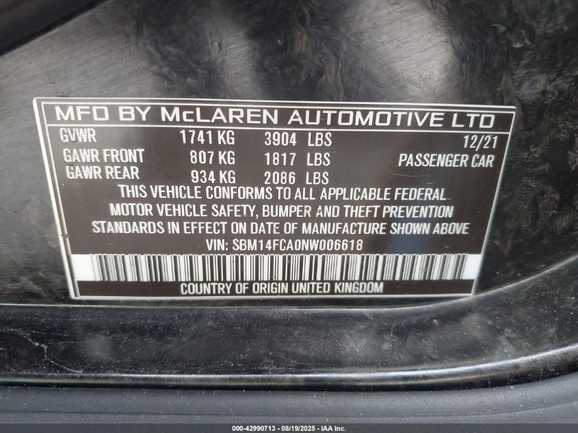 MFD BY McLAREN AUTOMOTIVE LTD
GVWR 1741 KG 3904 LBS 12/21
GAWR FRONT 807 KG 1817 LBS PASSENGER CAR
GAWR REAR 934 KG 2086 LBS
THIS VEHICLE CONFORMS TO ALL APPLICABLE FEDERAL
MOTOR VEHICLE SAFETY, BUMPER AND THEFT PREVENTION
STANDARDS IN EFFECT ON DATE OF MANUFACTURE SHOWN ABOVE
VIN: SBM14FCA0NW006618
COUNTRY OF ORIGIN UNITED KINGDOM
000-42990713 - 08/19/2025 - IAA Inc.